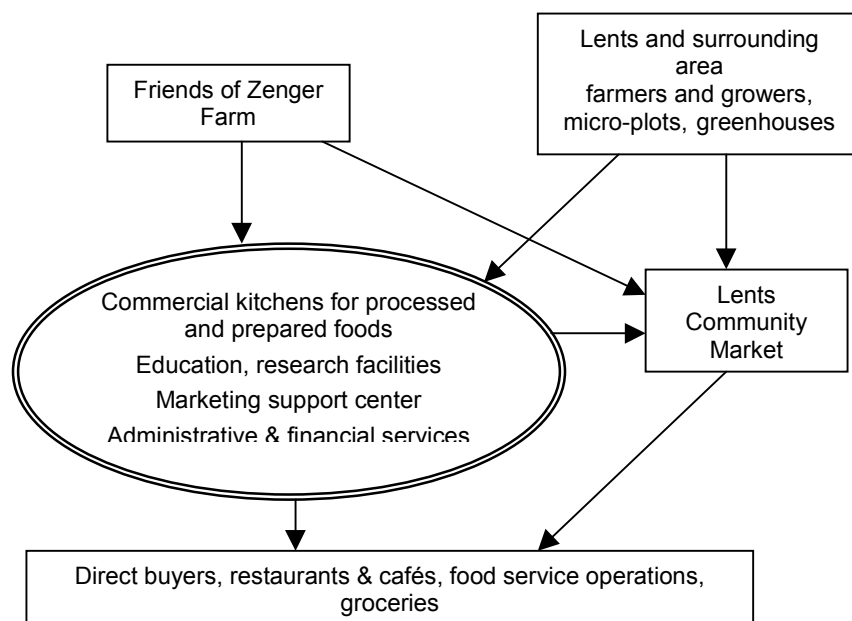 Friends of Zenger
Farm
Lents and surrounding
area
farmers and growers,
micro-plots, greenhouses
Commercial kitchens for processed
and prepared foods
Education, research facilities
Marketing support center
Administrative & financial services
Lents
Community
Market
Direct buyers, restaurants & cafés, food service operations,
groceries